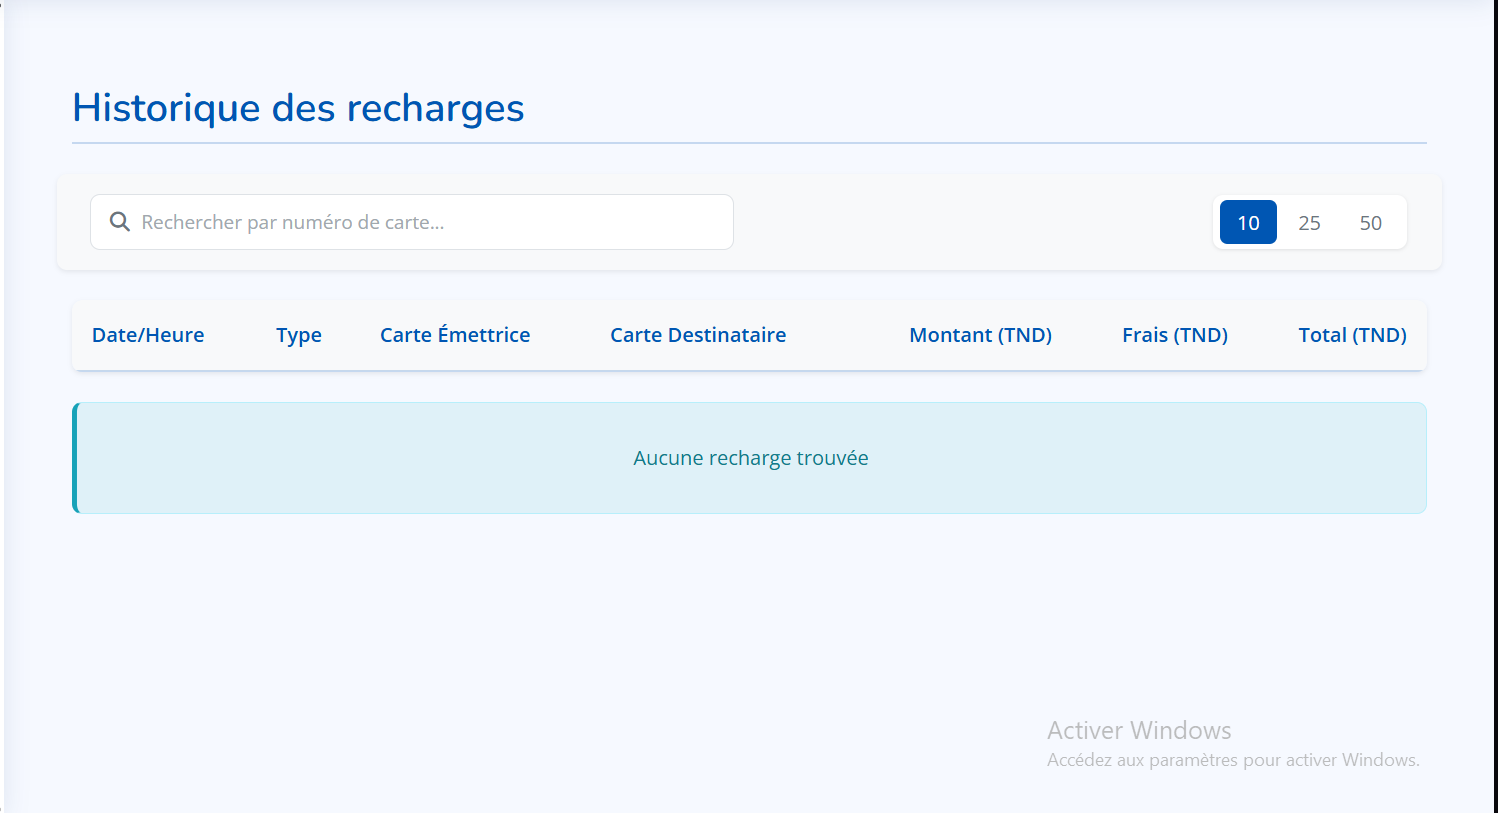 Historique des recharges
Rechercher par numéro de carte...
10 25 50
Date/Heure Type Carte Émettrice Carte Destinataire Montant (TND) Frais (TND) Total (TND)
Aucune recharge trouvée
Activer Windows
Accédez aux paramètres pour activer Windows.